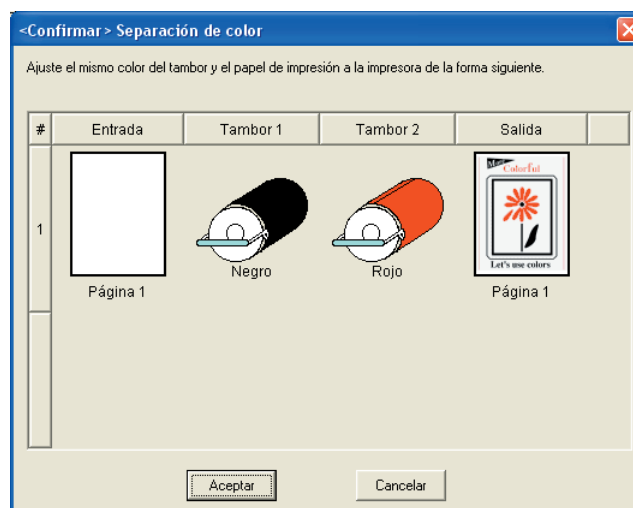 <Confirmar> Separación de color
Ajuste el mismo color del tambor y el papel de impresión a la impresora de la forma siguiente.
# Entrada Tambor 1 Tambor 2 Salida
1
Colorful
Let's use colors
Negro Rojo
Página 1 Página 1
Aceptar Cancelar